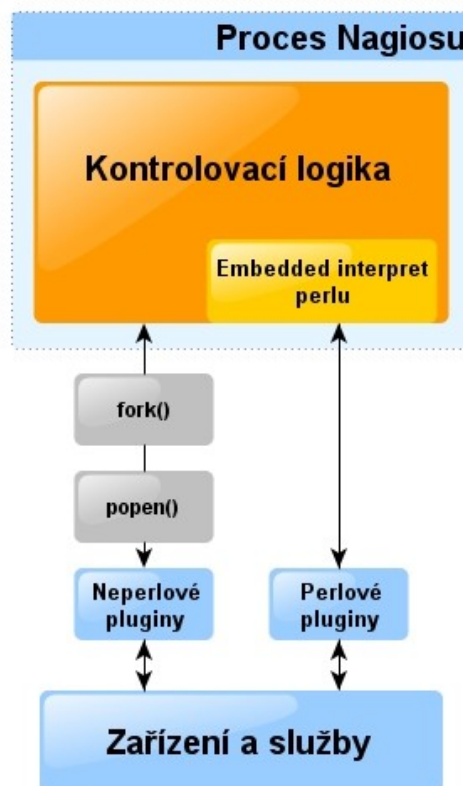 Proces Nagiosu
Kontrolovací logika
Embedded interpret
perlu
fork()
popen()
Neperlové
pluginy
Perlové
pluginy
Zařízení a služby